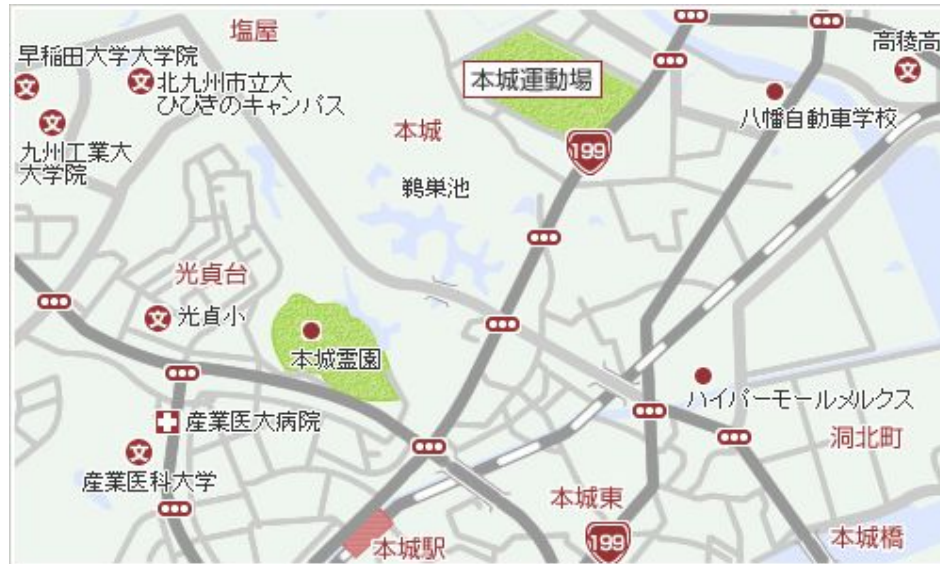 塩屋
早稲田大学大学院
北九州市立大
ひびきのキャンパス
九州工業大
大学院
本城運動場
高稜高
八幡自動車学校
本城
199
鵜巣池
光貞台
光貞小
本城霊園
ハイパーモールメルクス
産業医大病院
洞北町
産業医科大学
本城東
本城駅
199
本城橋